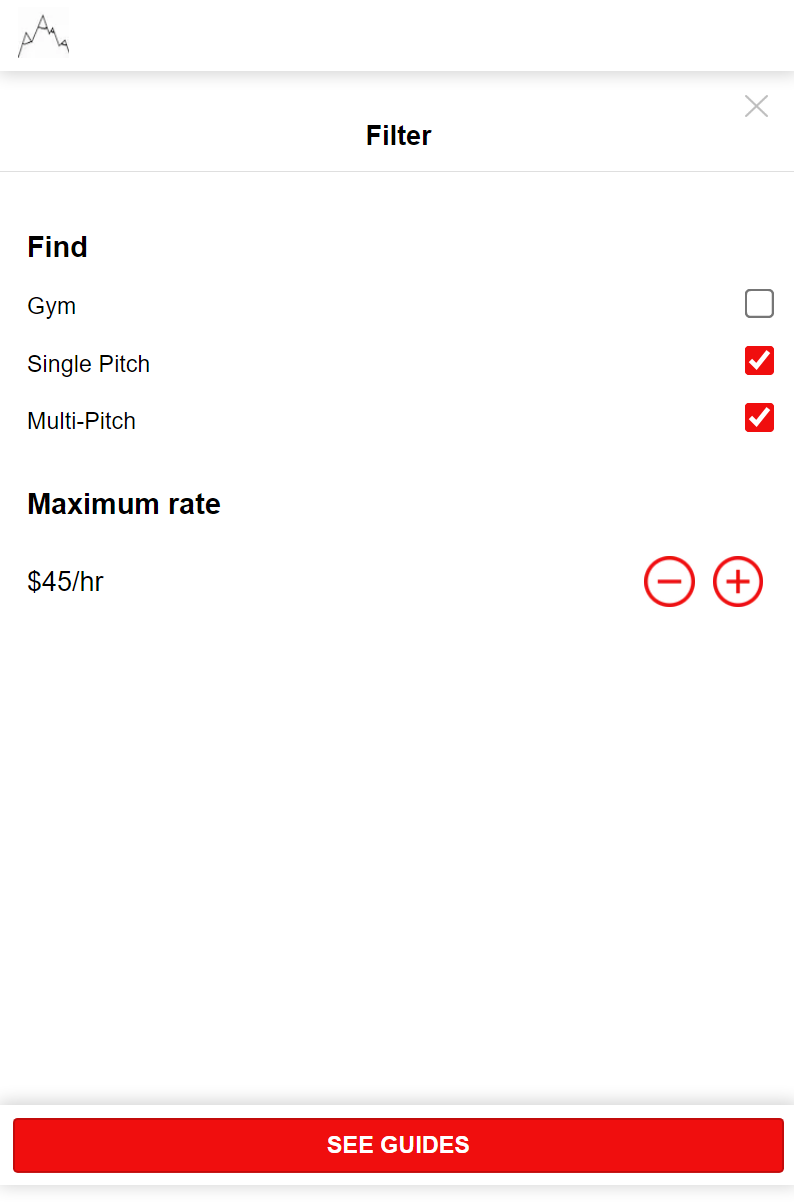 Filter
Find
Gym
Single Pitch
Multi-Pitch
Maximum rate
$45/hr
SEE GUIDES